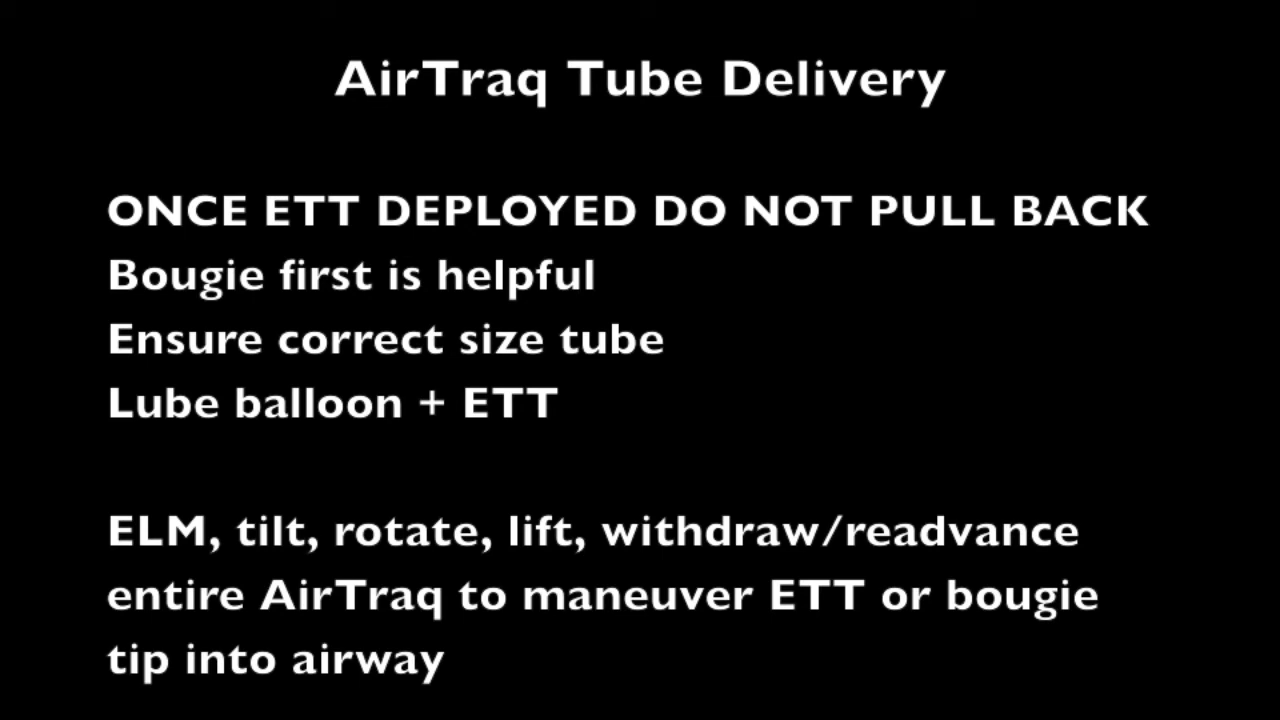 AirTraq Tube Delivery
ONCE ETT DEPLOYED DO NOT PULL BACK
Bougie first is helpful
Ensure correct size tube
Lube balloon + ETT
ELM, tilt, rotate, lift, withdraw/readvance
entire AirTraq to maneuver ETT or bougie
tip into airway